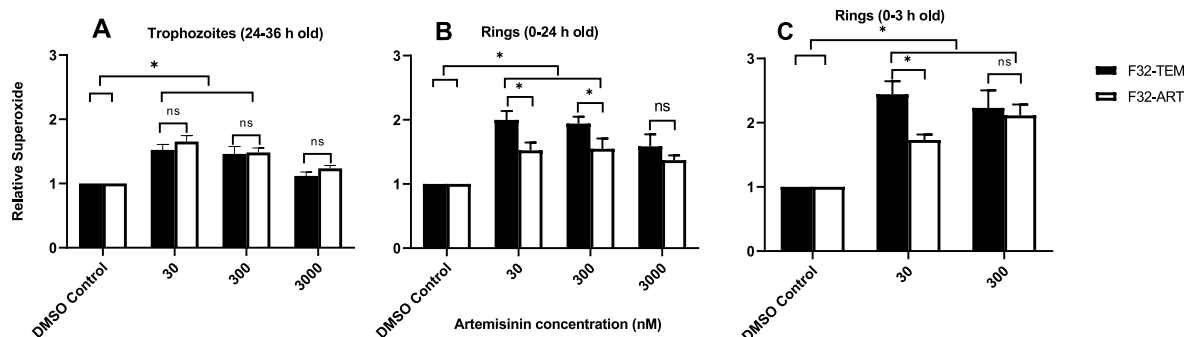 A
Trophozoites (24-36 h old)
Relative Superoxide
3
2
1
0
*
ns
ns
ns
DMSO Control
30
300
3000
B
Rings (0-24 h old)
3
2
1
0
*
*
*
ns
DMSO Control
30
300
3000
Artemisinin concentration (nM)
C
Rings (0-3 h old)
3
2
1
0
*
*
ns
DMSO Control
30
300
F32-TEM
F32-ART